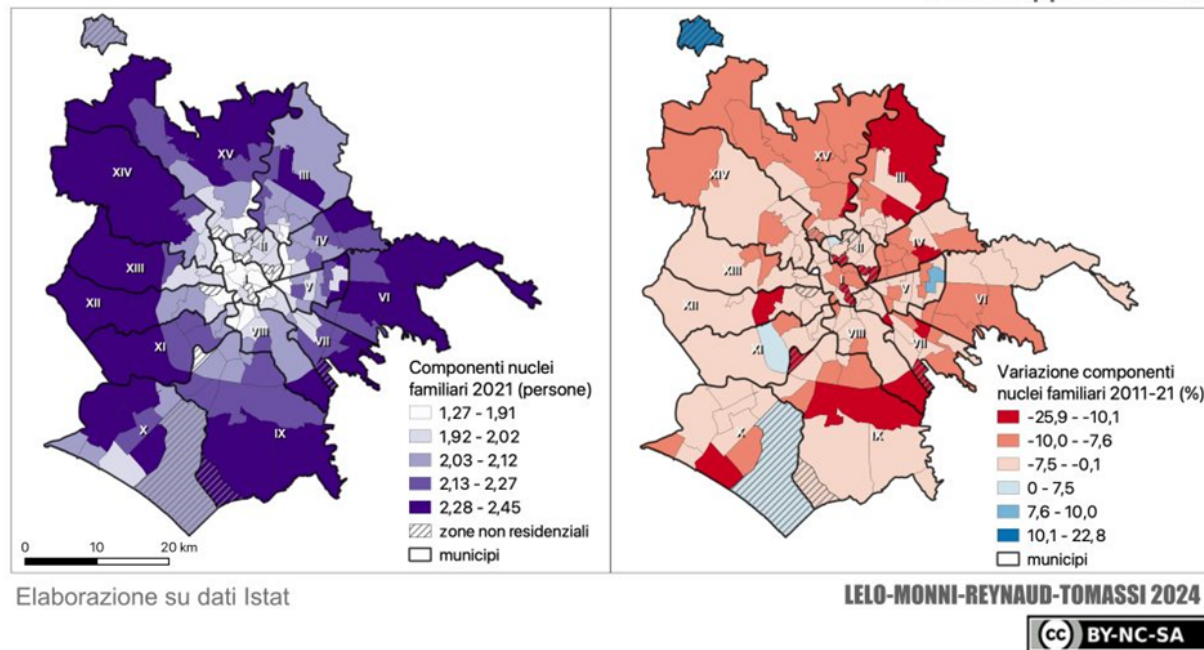 XV
XIV
III
II
IV
XIII
V
VI
XII
VIII
VII
XI
X
IX
Componenti nuclei
familiari 2021 (persone)
1,27 - 1,91
1,92 - 2,02
2,03 - 2,12
2,13 - 2,27
2,28 - 2,45
zone non residenziali
municipi
0 10 20 km
XV
XIV
III
II
IV
XIII
I
V
VI
XII
VIII
VII
XI
X
IX
Variazione componenti
nuclei familiari 2011-21 (%)
-25,9 - -10,1
-10,0 - -7,6
-7,5 - -0,1
0 - 7,5
7,6 - 10,0
10,1 - 22,8
municipi
Elaborazione su dati Istat
LELO-MONNI-REYNAUD-TOMASSI 2024
cc BY-NC-SA